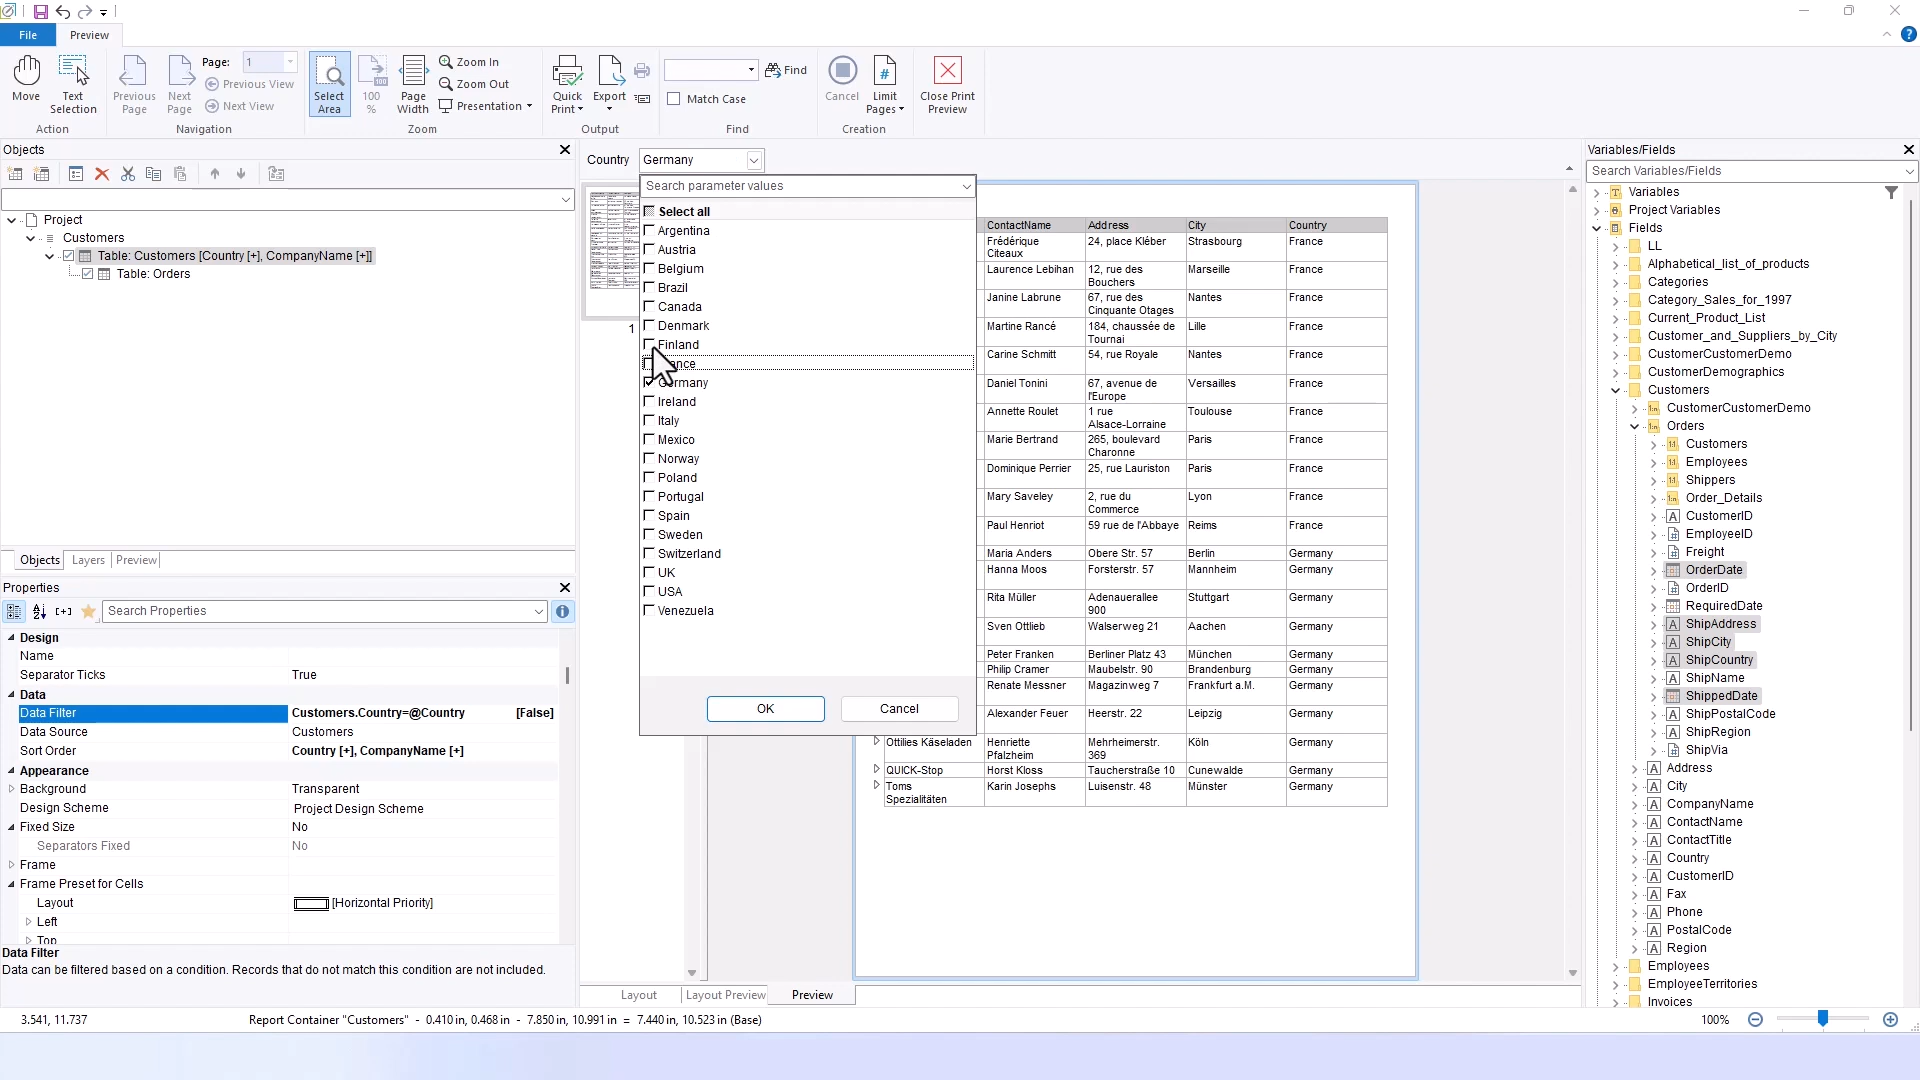 File
Preview
Move
Text Selection
Action
Previous Page
Next Page
Page: 1
Previous View
Next View
Navigation
Select Area
100 %
Page Width
Zoom In
Zoom Out
Presentation
Zoom
Quick Print
Export
Output
Find
Match Case
Find
Cancel
Limit Pages
Creation
Close Print Preview
Objects
Project
Customers
Table: Customers [Country [+], CompanyName [+]]
Table: Orders
Objects
Layers
Preview
Properties
Search Properties
Design
Name
Separator Ticks True
Data
Data Filter Customers.Country=@Country [False]
Data Source Customers
Sort Order Country [+], CompanyName [+]
Appearance
Background Transparent
Design Scheme Project Design Scheme
Fixed Size No
Separators Fixed No
Frame
Frame Preset for Cells
Layout [Horizontal Priority]
Left
Top
Data Filter
Data can be filtered based on a condition. Records that do not match this condition are not included.
Country Germany
Search parameter values
Select all
Argentina
Austria
Belgium
Brazil
Canada
Denmark
Finland
Germany
Ireland
Italy
Mexico
Norway
Poland
Portugal
Spain
Sweden
Switzerland
UK
USA
Venezuela
OK
Cancel
1
ContactName Address City Country
Frédérique Citeaux 24, place Kléber Strasbourg France
Laurence Lebihan 12, rue des Bouchers Marseille France
Janine Labrune 67, rue des Cinquante Otages Nantes France
Martine Rancé 184, chaussée de Tournai Lille France
Carine Schmitt 54, rue Royale Nantes France
Daniel Tonini 67, avenue de l'Europe Versailles France
Annette Roulet 1 rue Alsace-Lorraine Toulouse France
Marie Bertrand 265, boulevard Charonne Paris France
Dominique Perrier 25, rue Lauriston Paris France
Mary Saveley 2, rue du Commerce Lyon France
Paul Henriot 59 rue de l'Abbaye Reims France
Maria Anders Obere Str. 57 Berlin Germany
Hanna Moos Forsterstr. 57 Mannheim Germany
Rita Müller Adenauerallee 900 Stuttgart Germany
Sven Ottlieb Walserweg 21 Aachen Germany
Peter Franken Berliner Platz 43 München Germany
Philip Cramer Maubelstr. 90 Brandenburg Germany
Renate Messner Magazinweg 7 Frankfurt a.M. Germany
Alexander Feuer Heerstr. 22 Leipzig Germany
Ottilies Käseladen Henriette Pfalzheim Mehrheimerstr. 369 Köln Germany
QUICK-Stop Horst Kloss Taucherstraße 10 Cunewalde Germany
Toms Spezialitäten Karin Josephs Luisenstr. 48 Münster Germany
Layout
Layout Preview
Preview
Variables/Fields
Search Variables/Fields
Variables
Project Variables
Fields
LL
Alphabetical_list_of_products
Categories
Category_Sales_for_1997
Current_Product_List
Customer_and_Suppliers_by_City
CustomerCustomerDemo
CustomerDemographics
Customers
CustomerCustomerDemo
Orders
Customers
Employees
Shippers
Order_Details
CustomerID
EmployeeID
Freight
OrderDate
OrderID
RequiredDate
ShipAddress
ShipCity
ShipCountry
ShipName
ShippedDate
ShipPostalCode
ShipRegion
ShipVia
Address
City
CompanyName
ContactName
ContactTitle
Country
CustomerID
Fax
Phone
PostalCode
Region
Employees
EmployeeTerritories
Invoices
3.541, 11.737
Report Container "Customers" - 0.410 in, 0.468 in - 7.850 in, 10.991 in = 7.440 in, 10.523 in (Base)
100%